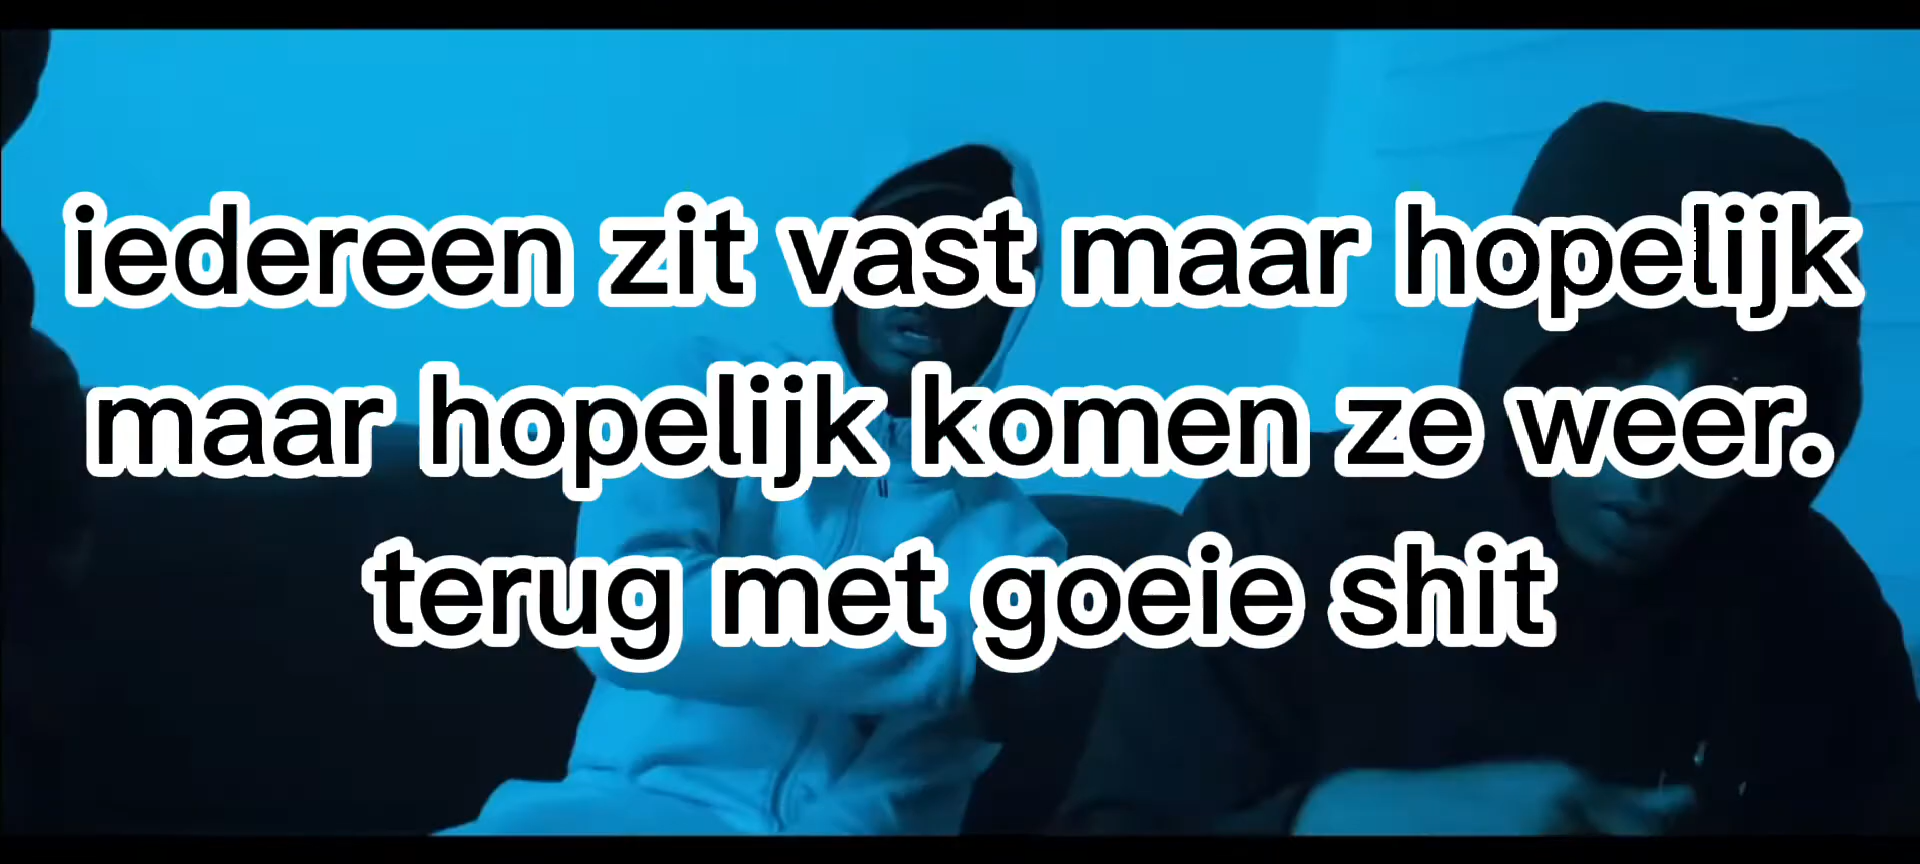 iedereen zit vast maar hopelijk
maar hopelijk komen ze weer.
terug met goeie shit